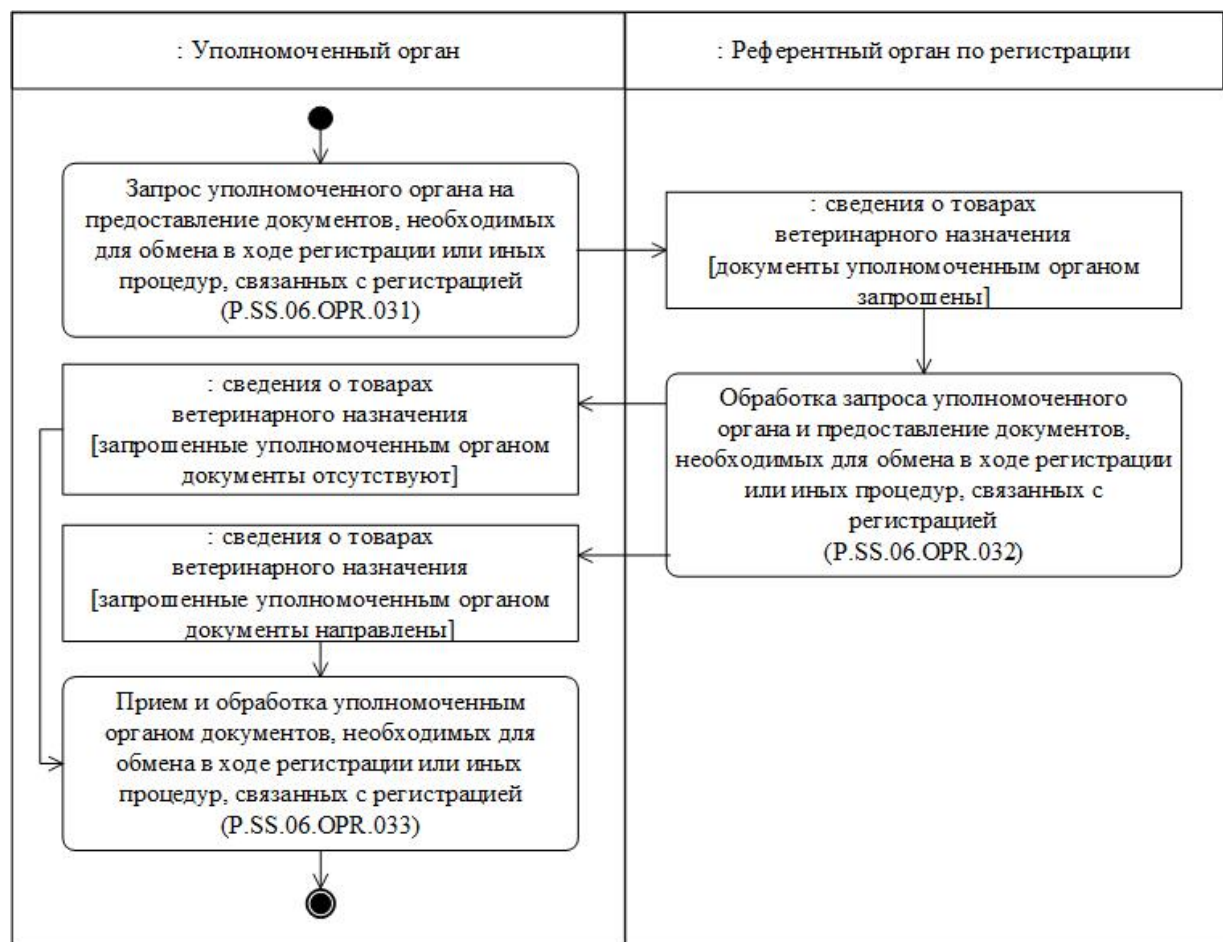 : Уполномоченный орган
: Референтный орган по регистрации
Запрос уполномоченного органа на
предоставление документов, необходимых
для обмена в ходе регистрации или иных
процедур, связанных с регистрацией
(P.SS.06.OPR.031)
: сведения о товарах
ветеринарного назначения
[документы уполномоченным органом
запрошены]
: сведения о товарах
ветеринарного назначения
[запрошенные уполномоченным органом
документы отсутствуют]
Обработка запроса уполномоченного
органа и предоставление документов,
необходимых для обмена в ходе регистрации
или иных процедур, связанных с
регистрацией
(P.SS.06.OPR.032)
: сведения о товарах
ветеринарного назначения
[запрошенные уполномоченным органом
документы направлены]
Прием и обработка уполномоченным
органом документов, необходимых для
обмена в ходе регистрации или иных
процедур, связанных с регистрацией
(P.SS.06.OPR.033)